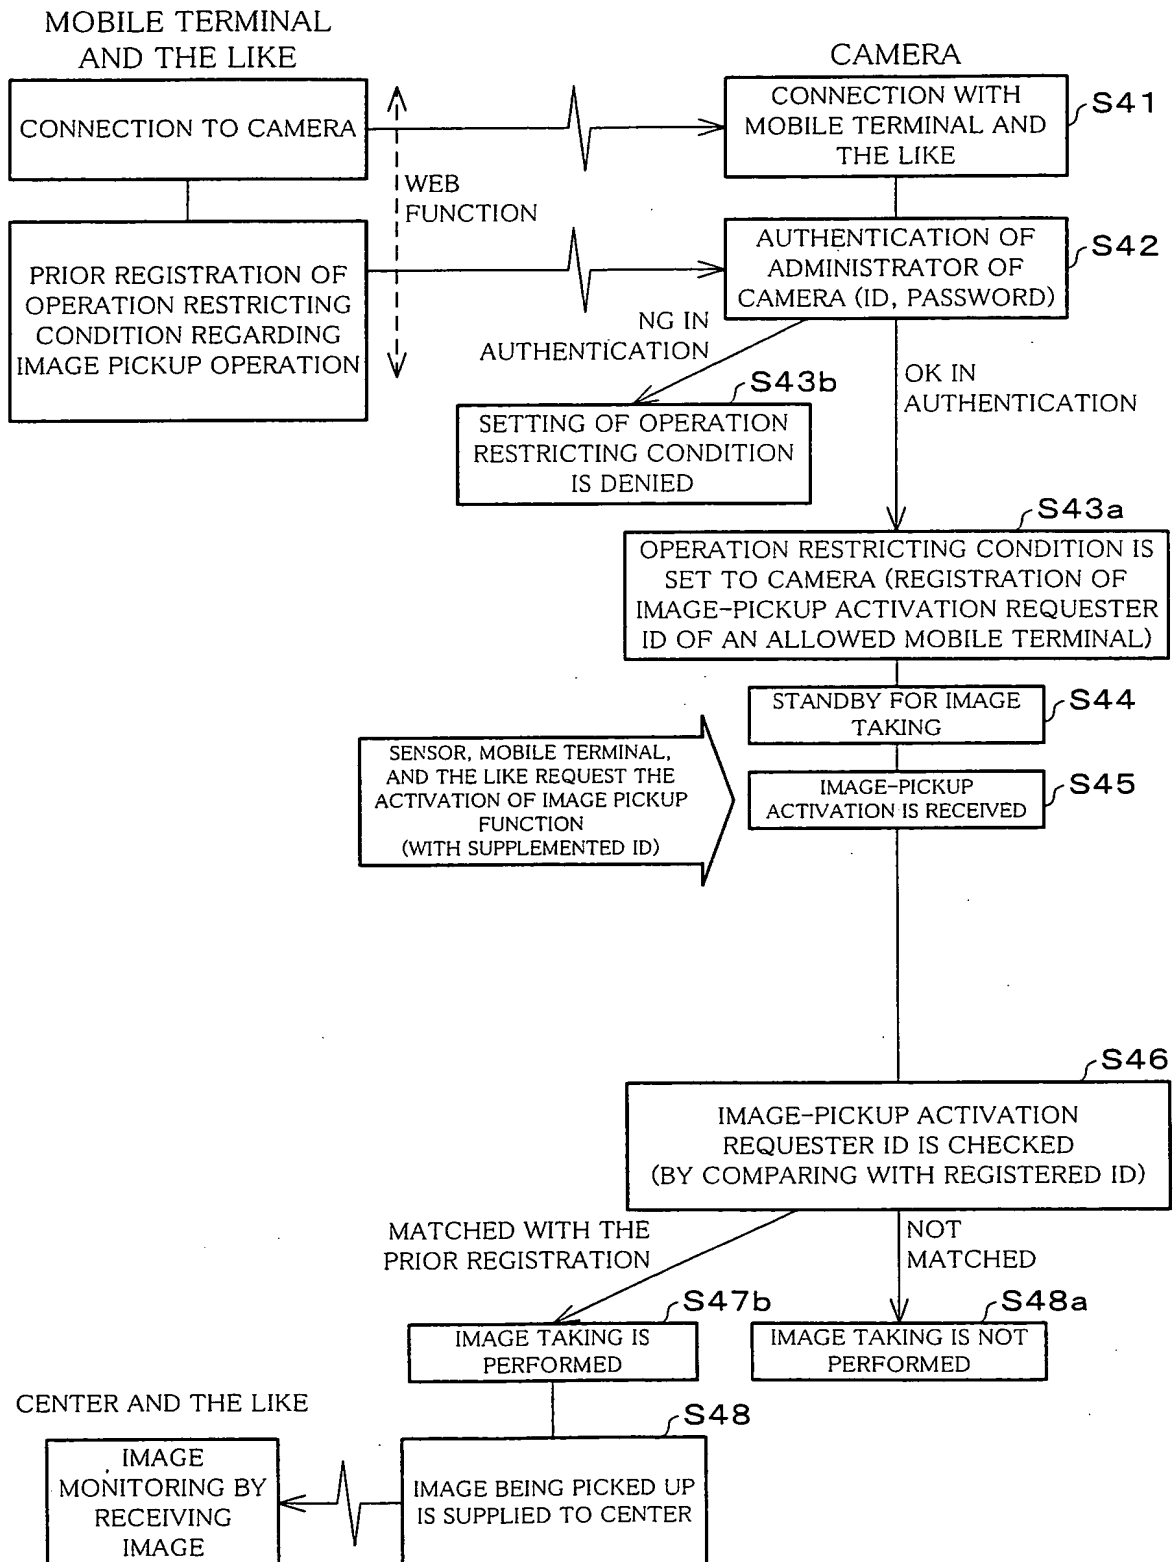 MOBILE TERMINAL
AND THE LIKE
CAMERA
CONNECTION TO CAMERA
CONNECTION WITH
MOBILE TERMINAL AND
THE LIKE
S41
WEB
FUNCTION
PRIOR REGISTRATION OF
OPERATION RESTRICTING
CONDITION REGARDING
IMAGE PICKUP OPERATION
AUTHENTICATION OF
ADMINISTRATOR OF
CAMERA (ID, PASSWORD)
S42
NG IN
AUTHENTICATION
OK IN
AUTHENTICATION
S43b
SETTING OF OPERATION
RESTRICTING CONDITION
IS DENIED
S43a
OPERATION RESTRICTING CONDITION IS
SET TO CAMERA (REGISTRATION OF
IMAGE-PICKUP ACTIVATION REQUESTER
ID OF AN ALLOWED MOBILE TERMINAL)
STANDBY FOR IMAGE
TAKING
S44
SENSOR, MOBILE TERMINAL,
AND THE LIKE REQUEST THE
ACTIVATION OF IMAGE PICKUP
FUNCTION
(WITH SUPPLEMENTED ID)
IMAGE-PICKUP
ACTIVATION IS RECEIVED
S45
S46
IMAGE-PICKUP ACTIVATION
REQUESTER ID IS CHECKED
(BY COMPARING WITH REGISTERED ID)
MATCHED WITH THE
PRIOR REGISTRATION
NOT
MATCHED
S47b
IMAGE TAKING IS
PERFORMED
S48a
IMAGE TAKING IS NOT
PERFORMED
CENTER AND THE LIKE
IMAGE
MONITORING BY
RECEIVING
IMAGE
S48
IMAGE BEING PICKED UP
IS SUPPLIED TO CENTER